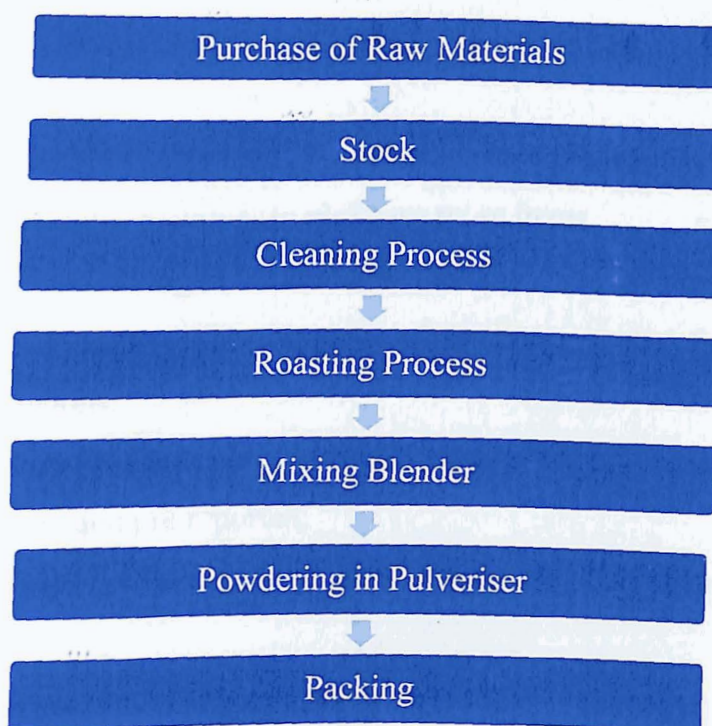 Purchase of Raw Materials
Stock
Cleaning Process
Roasting Process
Mixing Blender
Powdering in Pulveriser
Packing